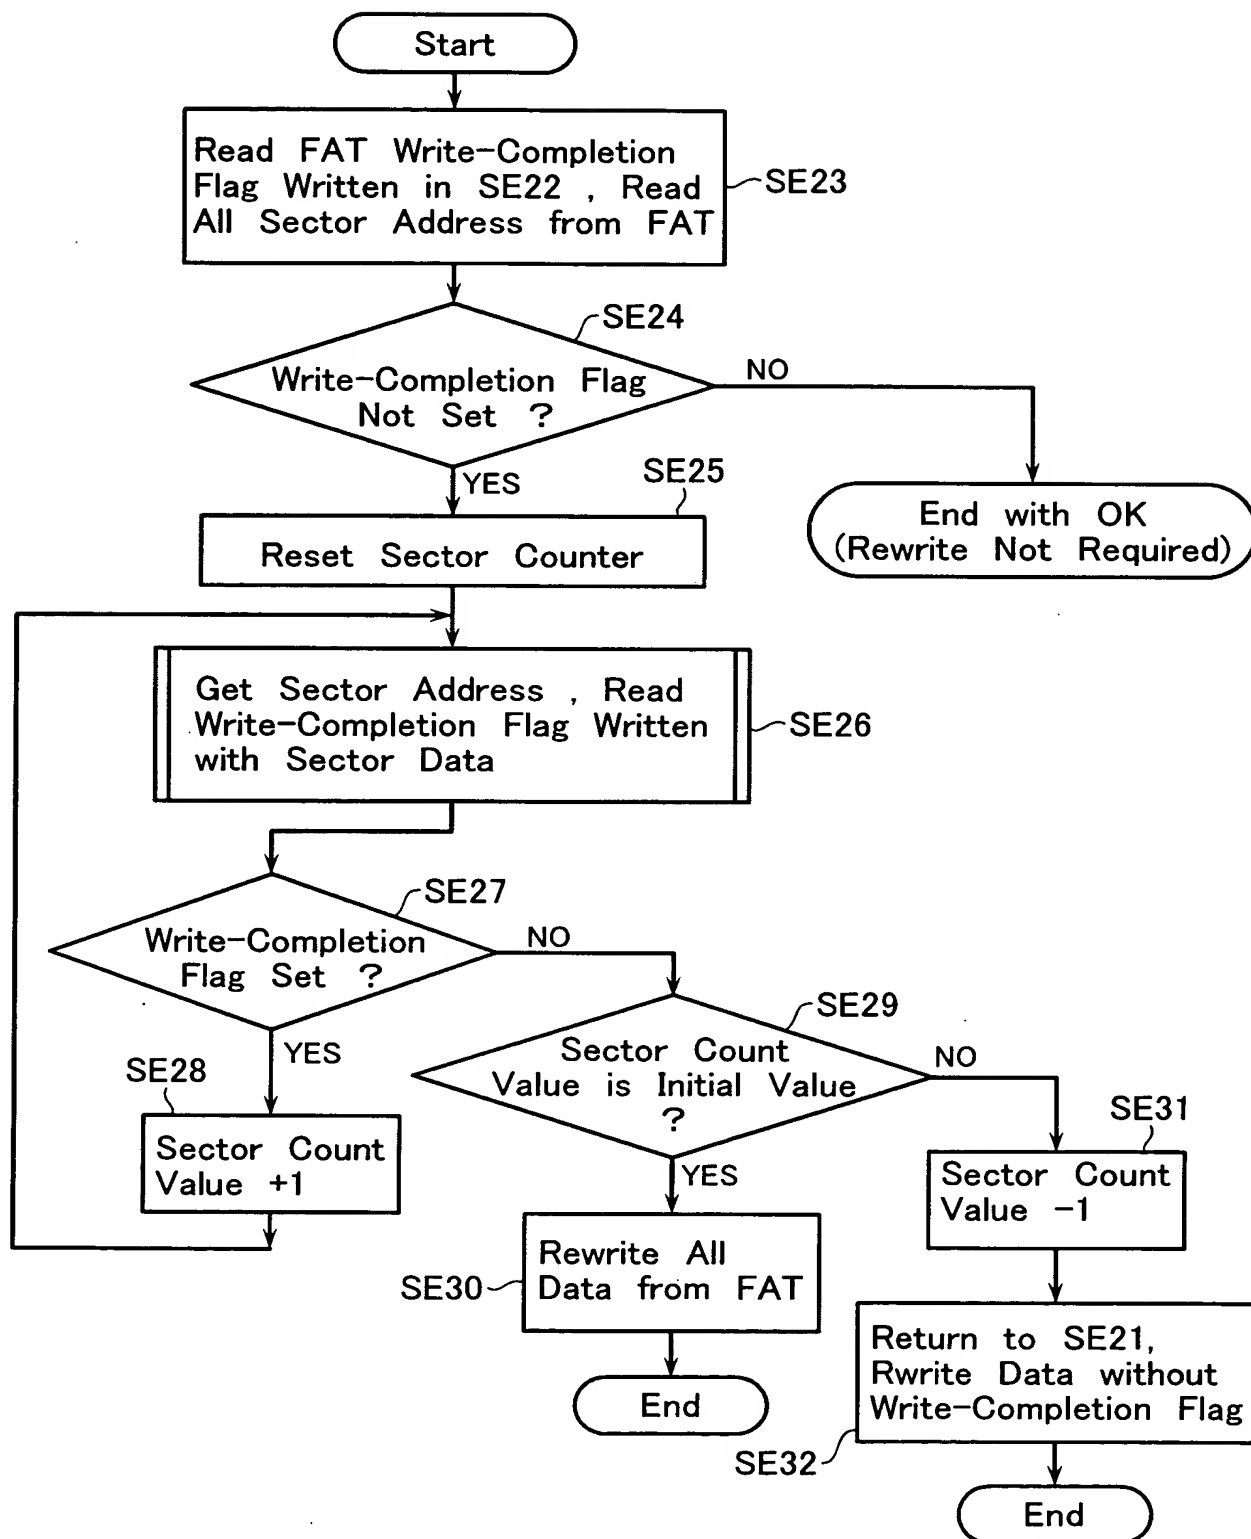 Start
Read FAT Write-Completion
Flag Written in SE22 , Read
All Sector Address from FAT
SE23
SE24
Write-Completion Flag
Not Set ?
NO
YES
SE25
Reset Sector Counter
End with OK
(Rewrite Not Required)
Get Sector Address , Read
Write-Completion Flag Written
with Sector Data
SE26
SE27
Write-Completion
Flag Set ?
NO
YES
SE29
Sector Count
Value is Initial Value
?
NO
YES
SE28
Sector Count
Value +1
SE31
Sector Count
Value -1
SE30
Rewrite All
Data from FAT
End
Return to SE21,
Rwrite Data without
Write-Completion Flag
SE32
End